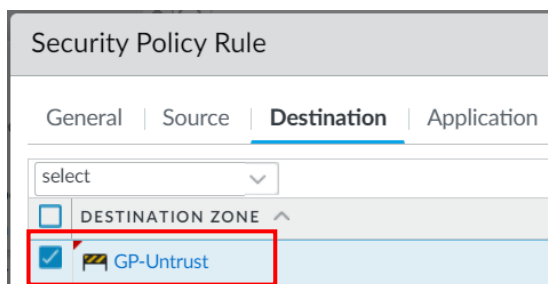 Security Policy Rule
General Source Destination Application
select
DESTINATION ZONE
GP-Untrust